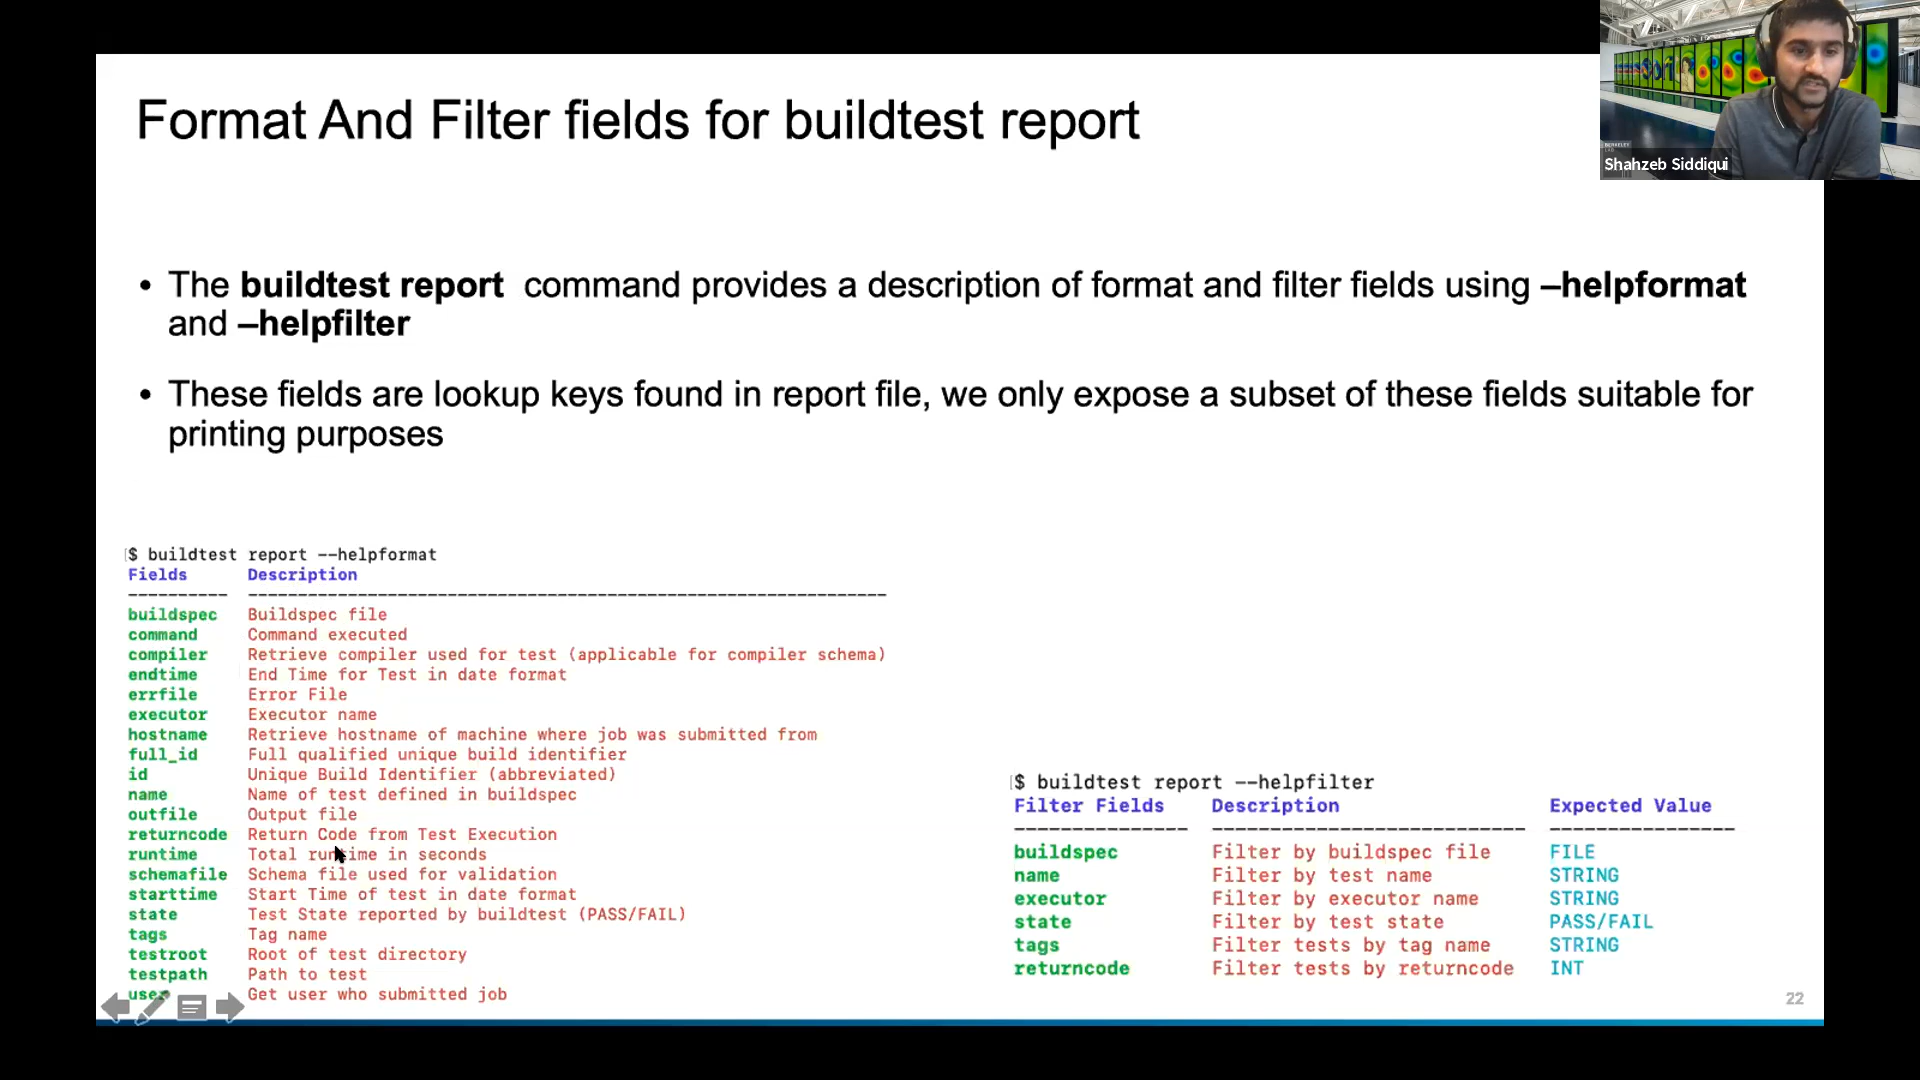 Format And Filter fields for buildtest report
Shahzeb Siddiqui
• The buildtest report command provides a description of format and filter fields using –helpformat
and –helpfilter
• These fields are lookup keys found in report file, we only expose a subset of these fields suitable for
printing purposes
$ buildtest report --helpformat
Fields Description
---------- ----------------------------------------------------------------
buildspec Buildspec file
command Command executed
compiler Retrieve compiler used for test (applicable for compiler schema)
endtime End Time for Test in date format
errfile Error File
executor Executor name
hostname Retrieve hostname of machine where job was submitted from
full_id Full qualified unique build identifier
id Unique Build Identifier (abbreviated)
name Name of test defined in buildspec
outfile Output file
returncode Return Code from Test Execution
runtime Total runtime in seconds
schemafile Schema file used for validation
starttime Start Time of test in date format
state Test State reported by buildtest (PASS/FAIL)
tags Tag name
testroot Root of test directory
testpath Path to test
user Get user who submitted job
$ buildtest report --helpfilter
Filter Fields Description Expected Value
--------------- --------------------------- ----------------
buildspec Filter by buildspec file FILE
name Filter by test name STRING
executor Filter by executor name STRING
state Filter by test state PASS/FAIL
tags Filter tests by tag name STRING
returncode Filter tests by returncode INT
22